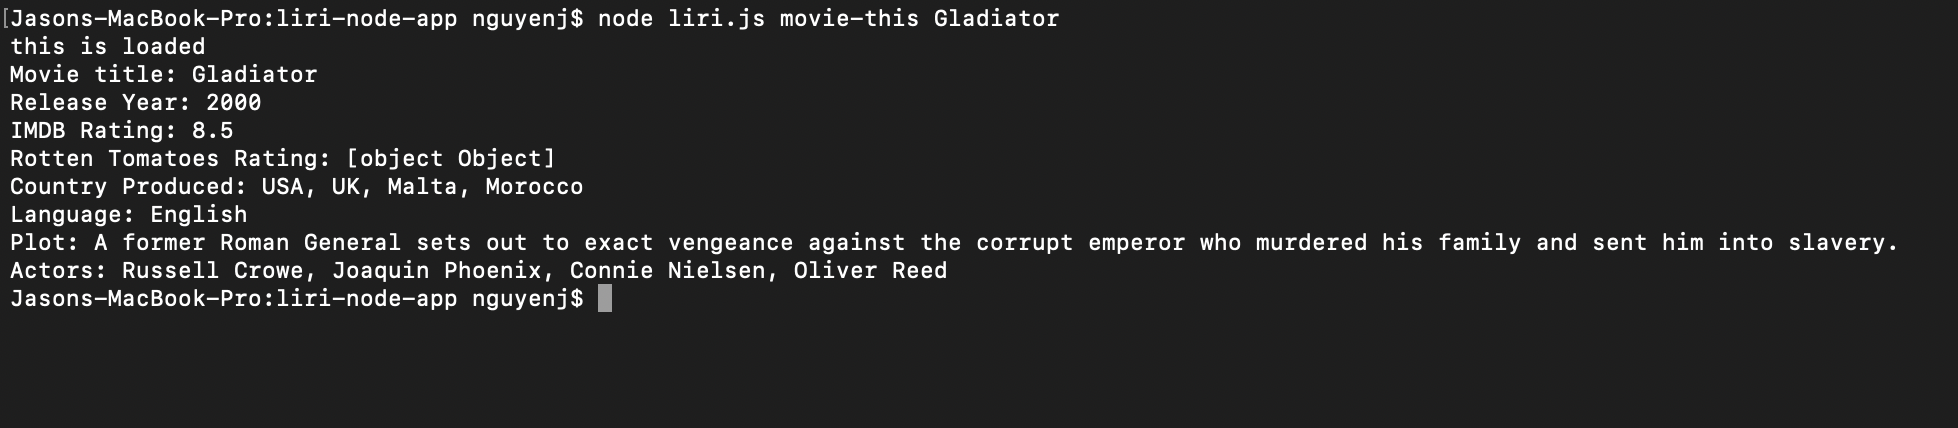 [Jasons-MacBook-Pro:liri-node-app nguyenj$ node liri.js movie-this Gladiator
this is loaded
Movie title: Gladiator
Release Year: 2000
IMDB Rating: 8.5
Rotten Tomatoes Rating: [object Object]
Country Produced: USA, UK, Malta, Morocco
Language: English
Plot: A former Roman General sets out to exact vengeance against the corrupt emperor who murdered his family and sent him into slavery.
Actors: Russell Crowe, Joaquin Phoenix, Connie Nielsen, Oliver Reed
Jasons-MacBook-Pro:liri-node-app nguyenj$